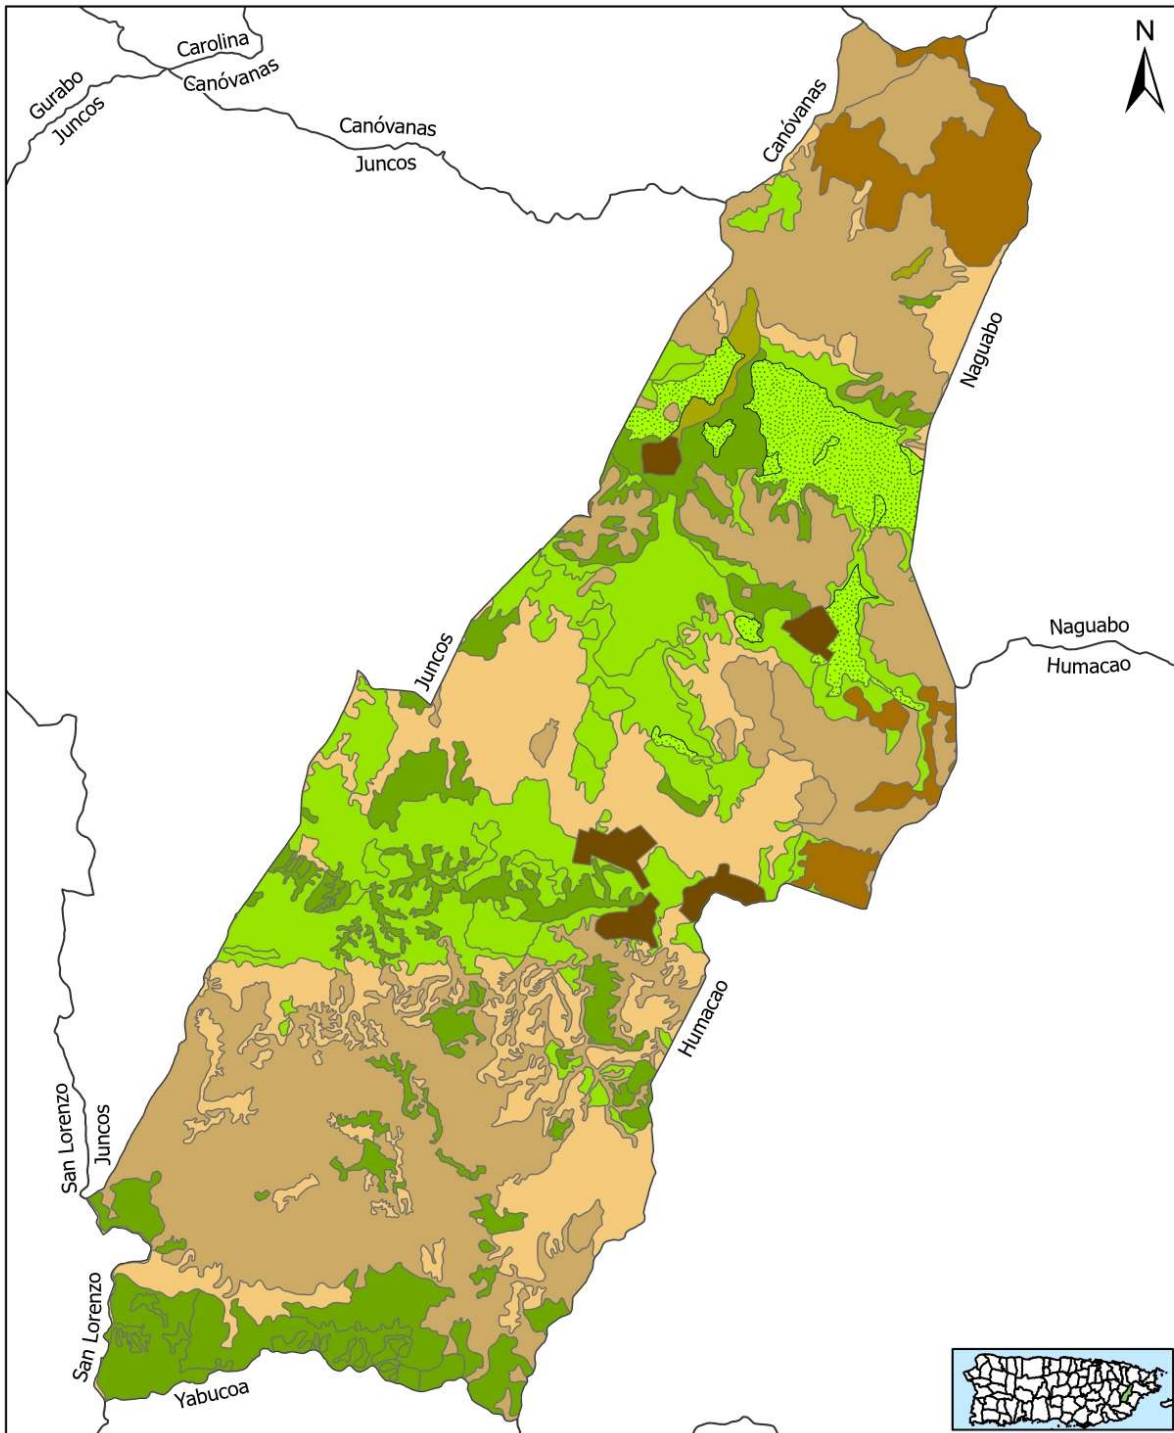 N
Carolina
Canóvanas
Gurabo
Juncos
Canóvanas
Juncos
Canóvanas
Naguabo
Naguabo
Humacao
Juncos
Humacao
San Lorenzo
Juncos
San Lorenzo
Yabucoa